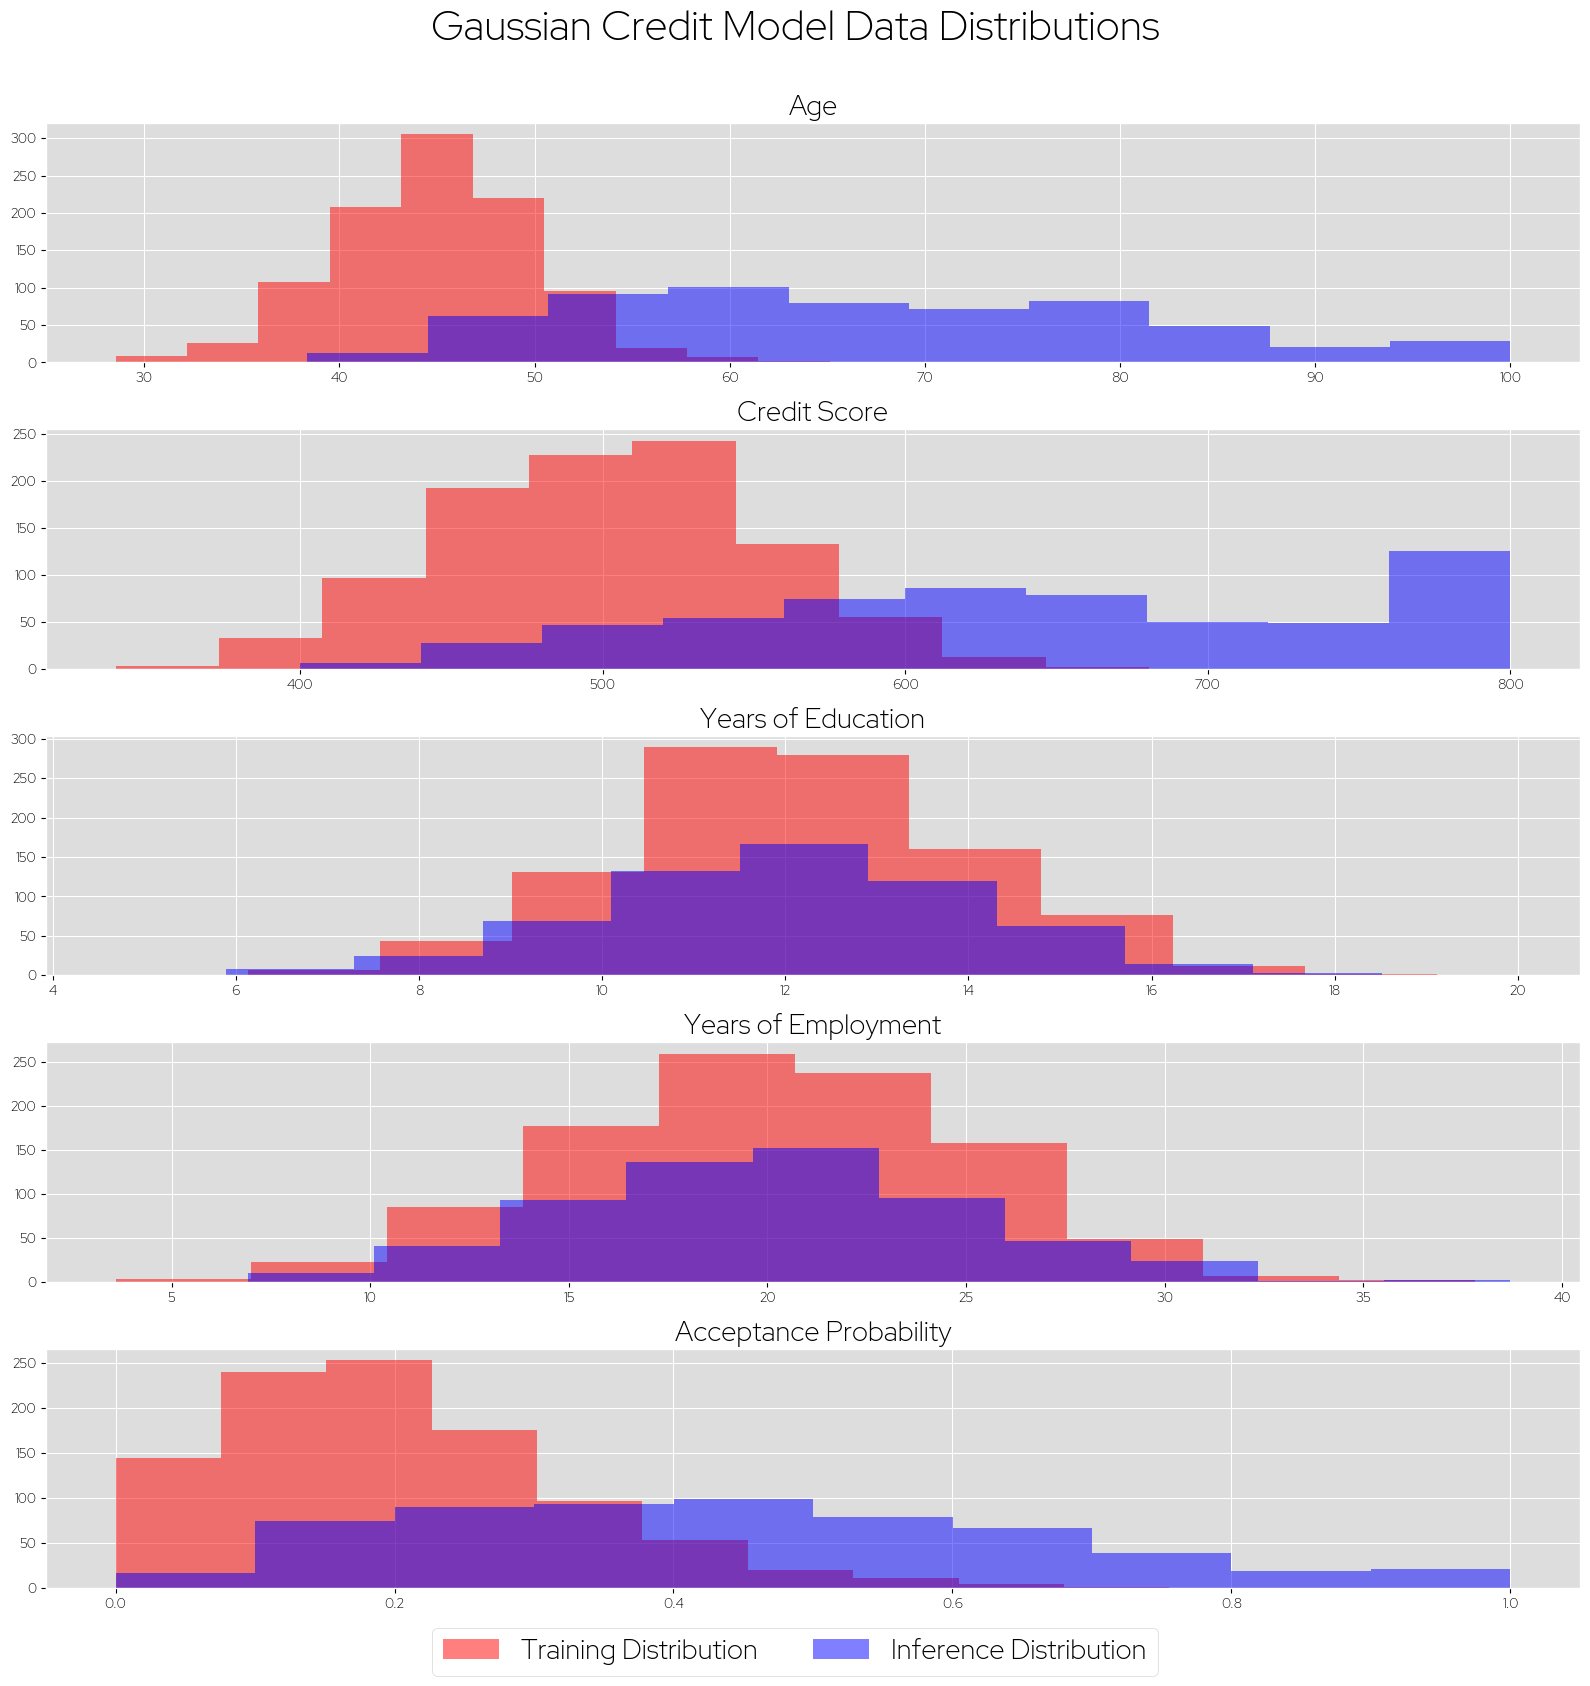 Gaussian Credit Model Data Distributions
Age
300
250
200
150
100
50
0
30 40 50 60 70 80 90 100
Credit Score
250
200
150
100
50
0
400 500 600 700 800
Years of Education
300
250
200
150
100
50
0
4 6 8 10 12 14 16 18 20
Years of Employment
250
200
150
100
50
0
5 10 15 20 25 30 35 40
Acceptance Probability
250
200
150
100
50
0
0.0 0.2 0.4 0.6 0.8 1.0
Training Distribution Inference Distribution